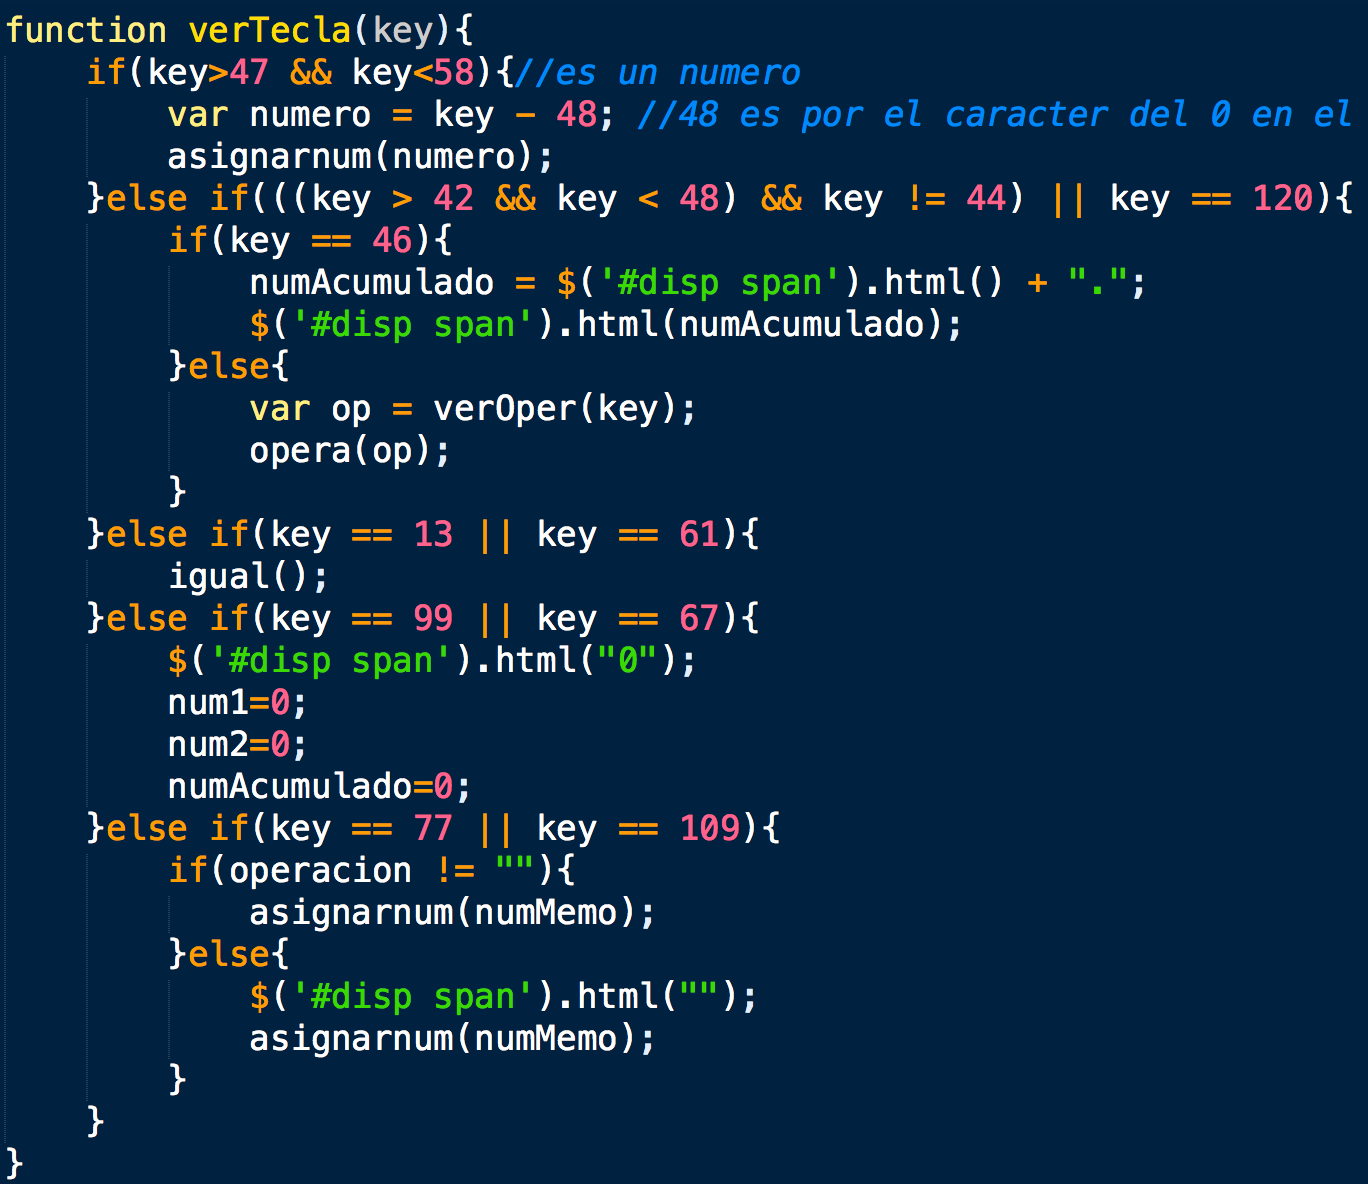 function verTecla(key){
    if(key>47 && key<58){//es un numero
        var numero = key - 48; //48 es por el caracter del 0 en el
        asignarnum(numero);
    }else if(((key > 42 && key < 48) && key != 44) || key == 120){
        if(key == 46){
            numAcumulado = $('#disp span').html() + ".";
            $('#disp span').html(numAcumulado);
        }else{
            var op = verOper(key);
            opera(op);
        }
    }else if(key == 13 || key == 61){
        igual();
    }else if(key == 99 || key == 67){
        $('#disp span').html("0");
        num1=0;
        num2=0;
        numAcumulado=0;
    }else if(key == 77 || key == 109){
        if(operacion != ""){
            asignarnum(numMemo);
        }else{
            $('#disp span').html("");
            asignarnum(numMemo);
        }
    }
}